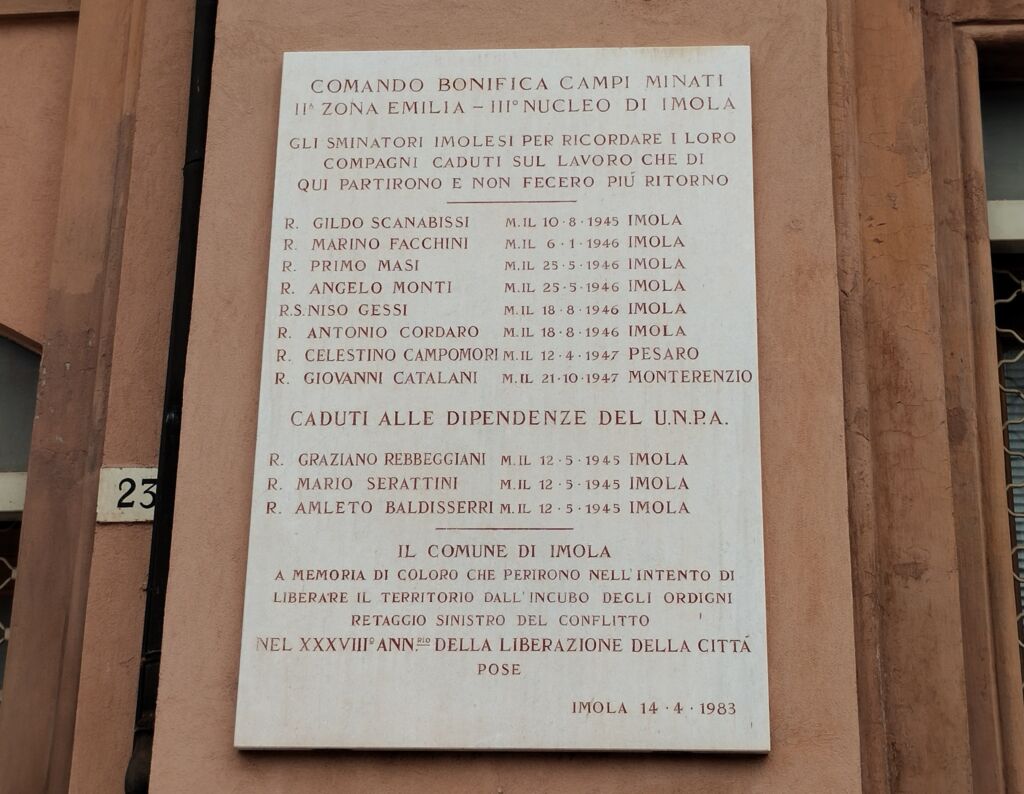 COMANDO BONIFICA CAMPI MINATI
IIª ZONA EMILIA - III° NUCLEO DI IMOLA
GLI SMINATORI IMOLESI PER RICORDARE I LORO
COMPAGNI CADUTI SUL LAVORO CHE DI
QUI PARTIRONO E NON FECERO PIÚ RITORNO
R. GILDO SCANABISSI M. IL 10·8·1945 IMOLA
R. MARINO FACCHINI M. IL 6·1·1946 IMOLA
R. PRIMO MASI M. IL 25·5·1946 IMOLA
R. ANGELO MONTI M. IL 25·5·1946 IMOLA
R.S. NISO GESSI M. IL 18·8·1946 IMOLA
R. ANTONIO CORDARO M. IL 18·8·1946 IMOLA
R. CELESTINO CAMPOMORI M. IL 12·4·1947 PESARO
R. GIOVANNI CATALANI M. IL 21·10·1947 MONTERENZIO
CADUTI ALLE DIPENDENZE DEL U.N.P.A.
R. GRAZIANO REBBEGGIANI M. IL 12·5·1945 IMOLA
R. MARIO SERATTINI M. IL 12·5·1945 IMOLA
R. AMLETO BALDISSERRI M. IL 12·5·1945 IMOLA
IL COMUNE DI IMOLA
A MEMORIA DI COLORO CHE PERIRONO NELL'INTENTO DI
LIBERARE IL TERRITORIO DALL'INCUBO DEGLI ORDIGNI
RETAGGIO SINISTRO DEL CONFLITTO
NEL XXXVIII° ANN.RIO DELLA LIBERAZIONE DELLA CITTÁ
POSE
IMOLA 14·4·1983
23